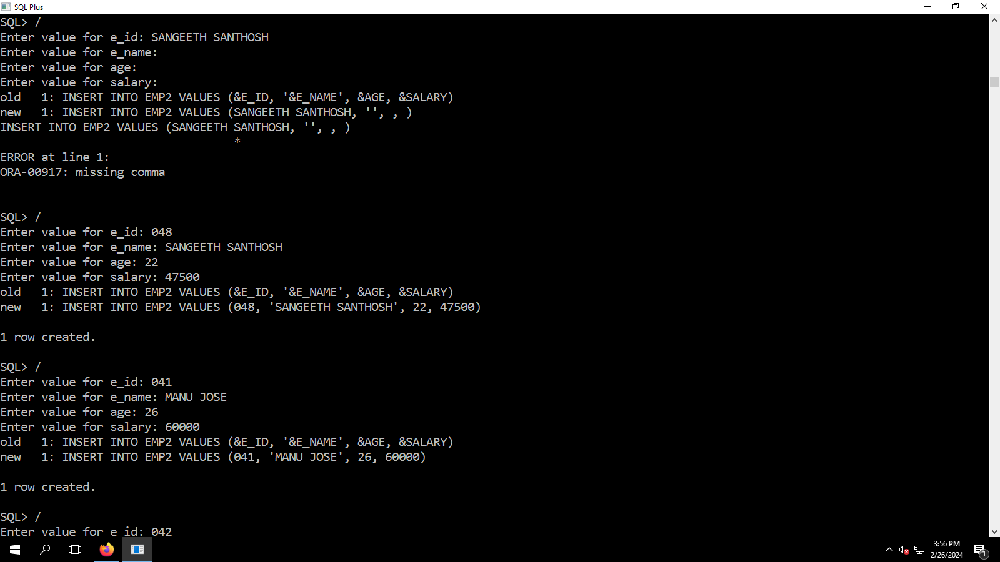 SQL Plus
SQL> /
Enter value for e_id: SANGEETH SANTHOSH
Enter value for e_name:
Enter value for age:
Enter value for salary:
old   1: INSERT INTO EMP2 VALUES (&E_ID, '&E_NAME', &AGE, &SALARY)
new   1: INSERT INTO EMP2 VALUES (SANGEETH SANTHOSH, '', , )
INSERT INTO EMP2 VALUES (SANGEETH SANTHOSH, '', , )
                                  *
ERROR at line 1:
ORA-00917: missing comma
SQL> /
Enter value for e_id: 048
Enter value for e_name: SANGEETH SANTHOSH
Enter value for age: 22
Enter value for salary: 47500
old   1: INSERT INTO EMP2 VALUES (&E_ID, '&E_NAME', &AGE, &SALARY)
new   1: INSERT INTO EMP2 VALUES (048, 'SANGEETH SANTHOSH', 22, 47500)
1 row created.
SQL> /
Enter value for e_id: 041
Enter value for e_name: MANU JOSE
Enter value for age: 26
Enter value for salary: 60000
old   1: INSERT INTO EMP2 VALUES (&E_ID, '&E_NAME', &AGE, &SALARY)
new   1: INSERT INTO EMP2 VALUES (041, 'MANU JOSE', 26, 60000)
1 row created.
SQL> /
Enter value for e_id: 042
3:56 PM
2/26/2024
1